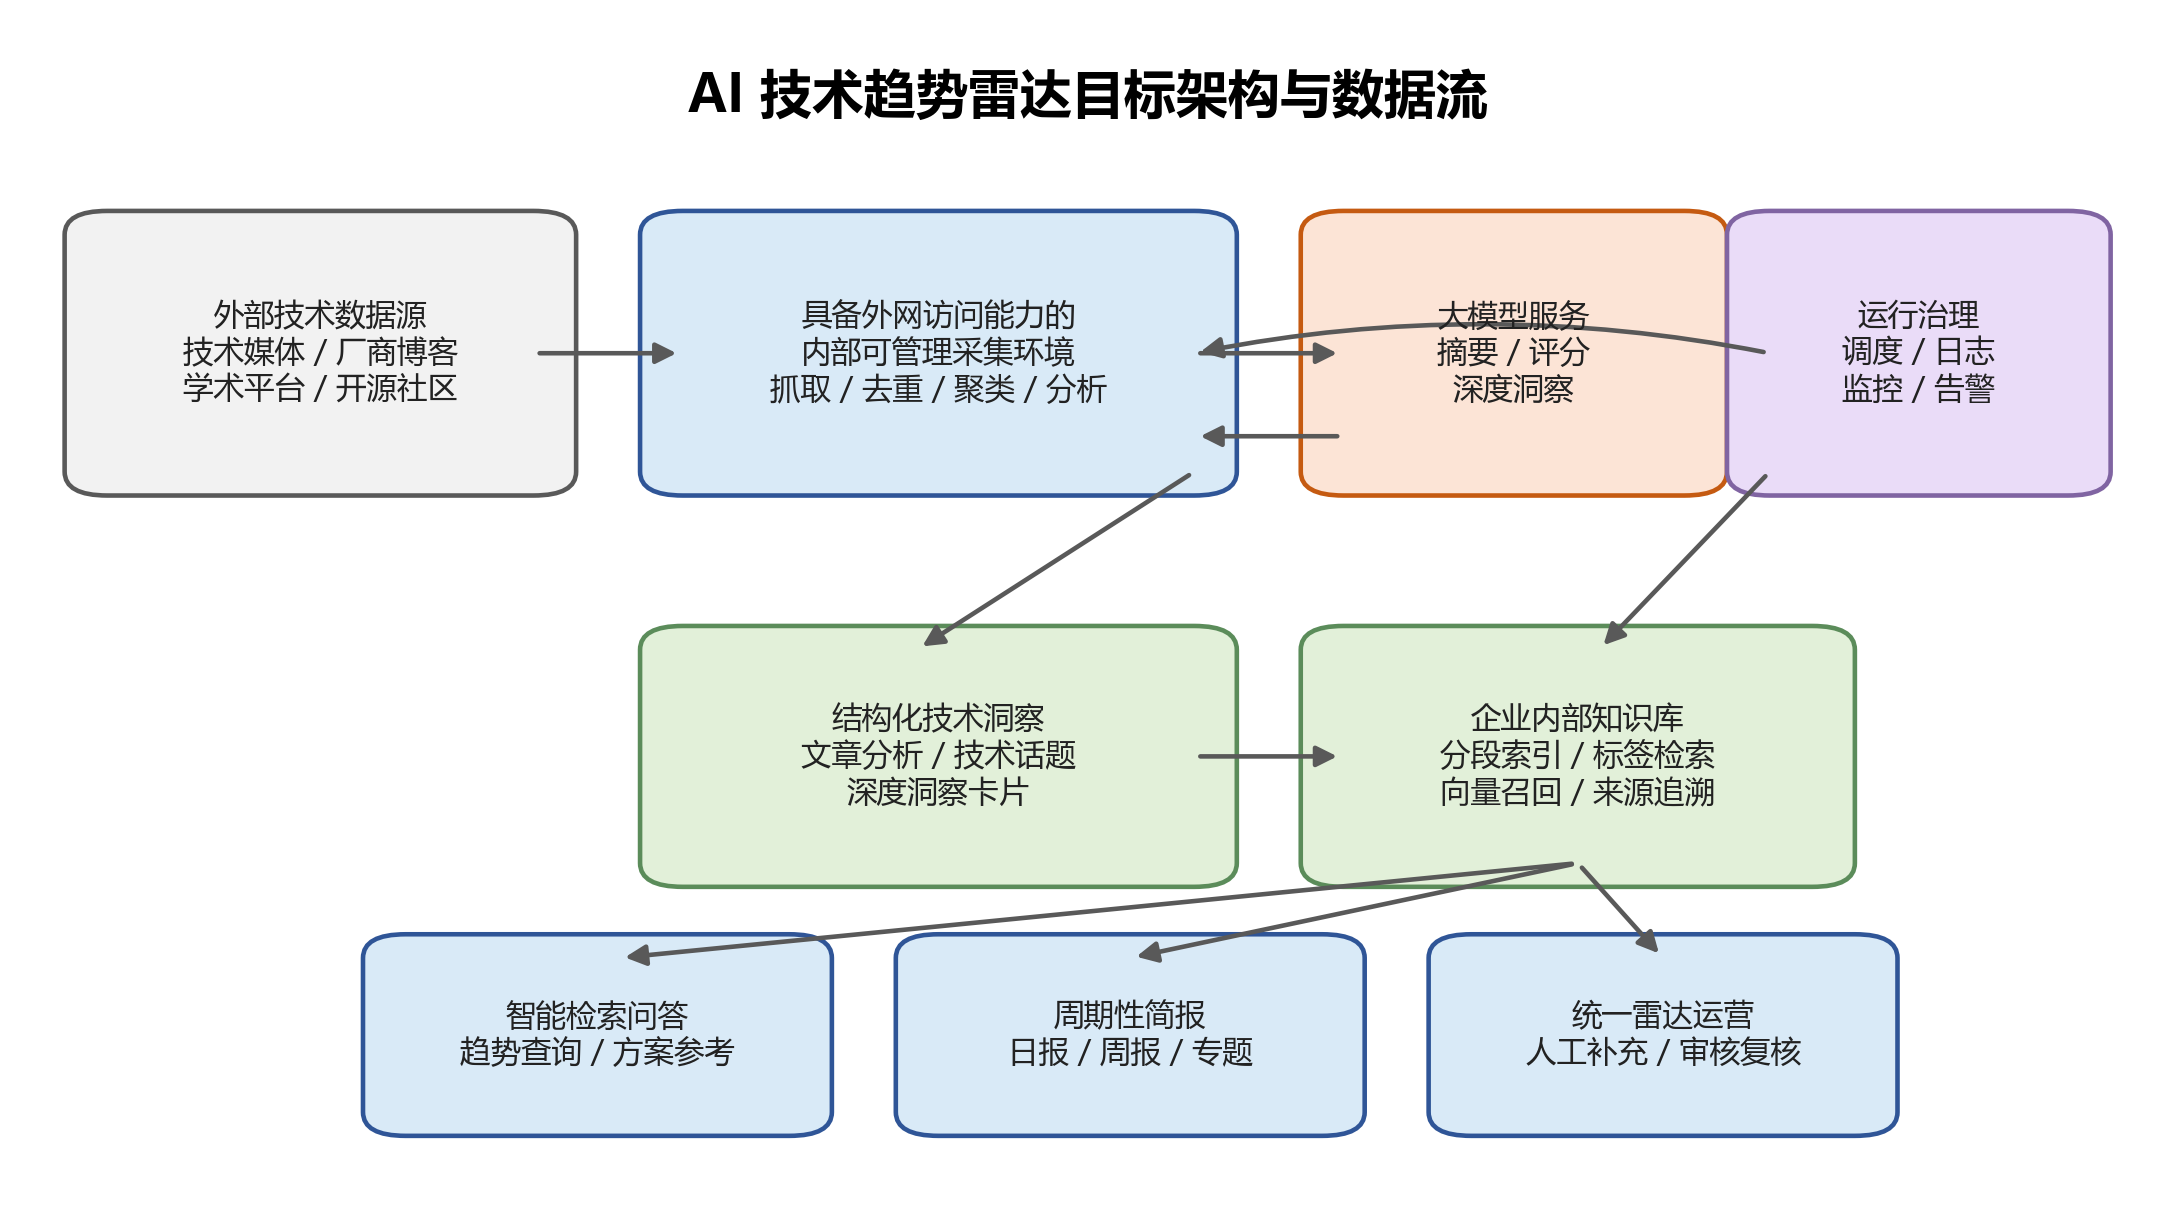 AI 技术趋势雷达目标架构与数据流
外部技术数据源
技术媒体 / 厂商博客
学术平台 / 开源社区
具备外网访问能力的
内部可管理采集环境
抓取 / 去重 / 聚类 / 分析
大模型服务
摘要 / 评分
深度洞察
运行治理
调度 / 日志
监控 / 告警
结构化技术洞察
文章分析 / 技术话题
深度洞察卡片
企业内部知识库
分段索引 / 标签检索
向量召回 / 来源追溯
智能检索问答
趋势查询 / 方案参考
周期性简报
日报 / 周报 / 专题
统一雷达运营
人工补充 / 审核复核